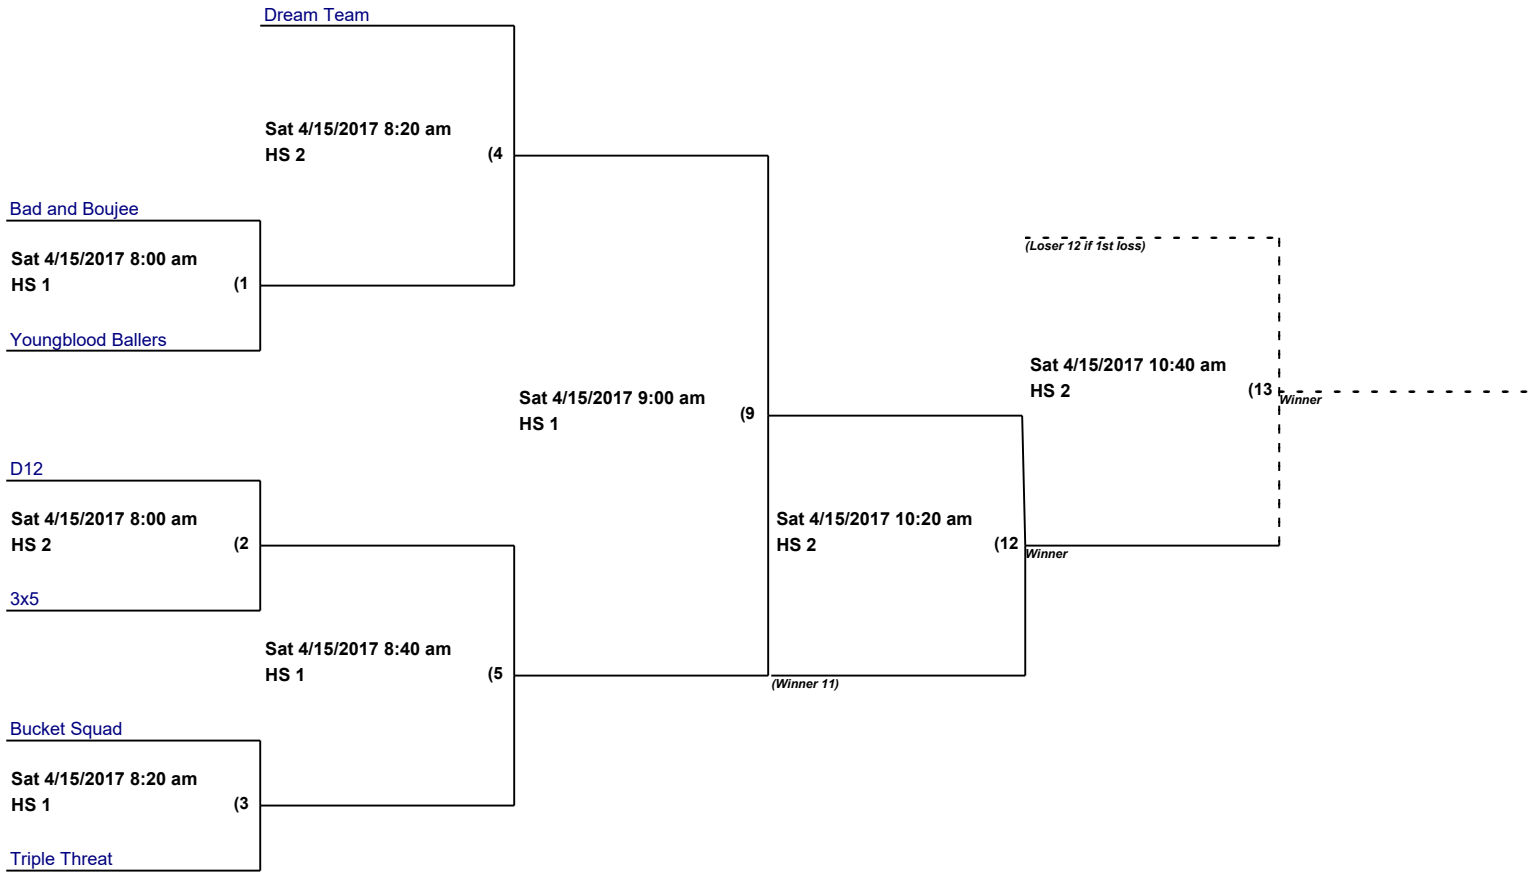 Dream Team
Sat 4/15/2017 8:20 am
HS 2
(4
Bad and Boujee
Sat 4/15/2017 8:00 am
HS 1
(1
Youngblood Ballers
(Loser 12 if 1st loss)
Sat 4/15/2017 10:40 am
HS 2
(13
Winner
Sat 4/15/2017 9:00 am
HS 1
(9
D12
Sat 4/15/2017 8:00 am
HS 2
(2
3x5
Sat 4/15/2017 10:20 am
HS 2
(12
Winner
Sat 4/15/2017 8:40 am
HS 1
(5
(Winner 11)
Bucket Squad
Sat 4/15/2017 8:20 am
HS 1
(3
Triple Threat